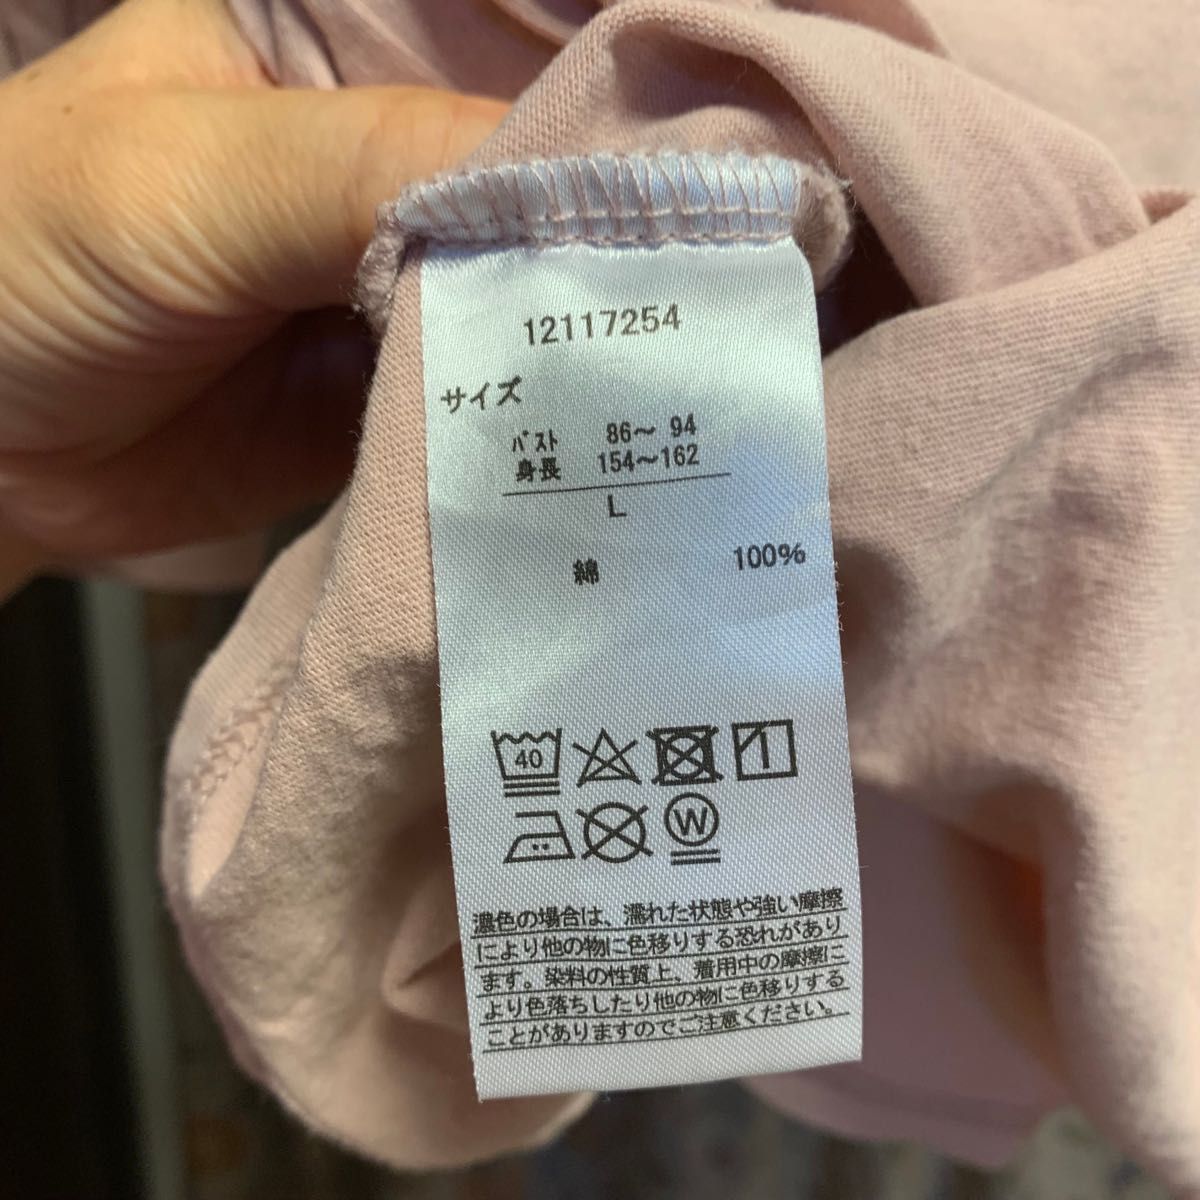 12117254
サイズ
バスト 86～ 94
身長 154～162
L
綿 100%
40
W
濃色の場合は、濡れた状態や強い摩擦
により他の物に色移りする恐れがあり
ます。染料の性質上、着用中の摩擦に
より色落ちしたり他の物に色移りする
ことがありますのでご注意ください。